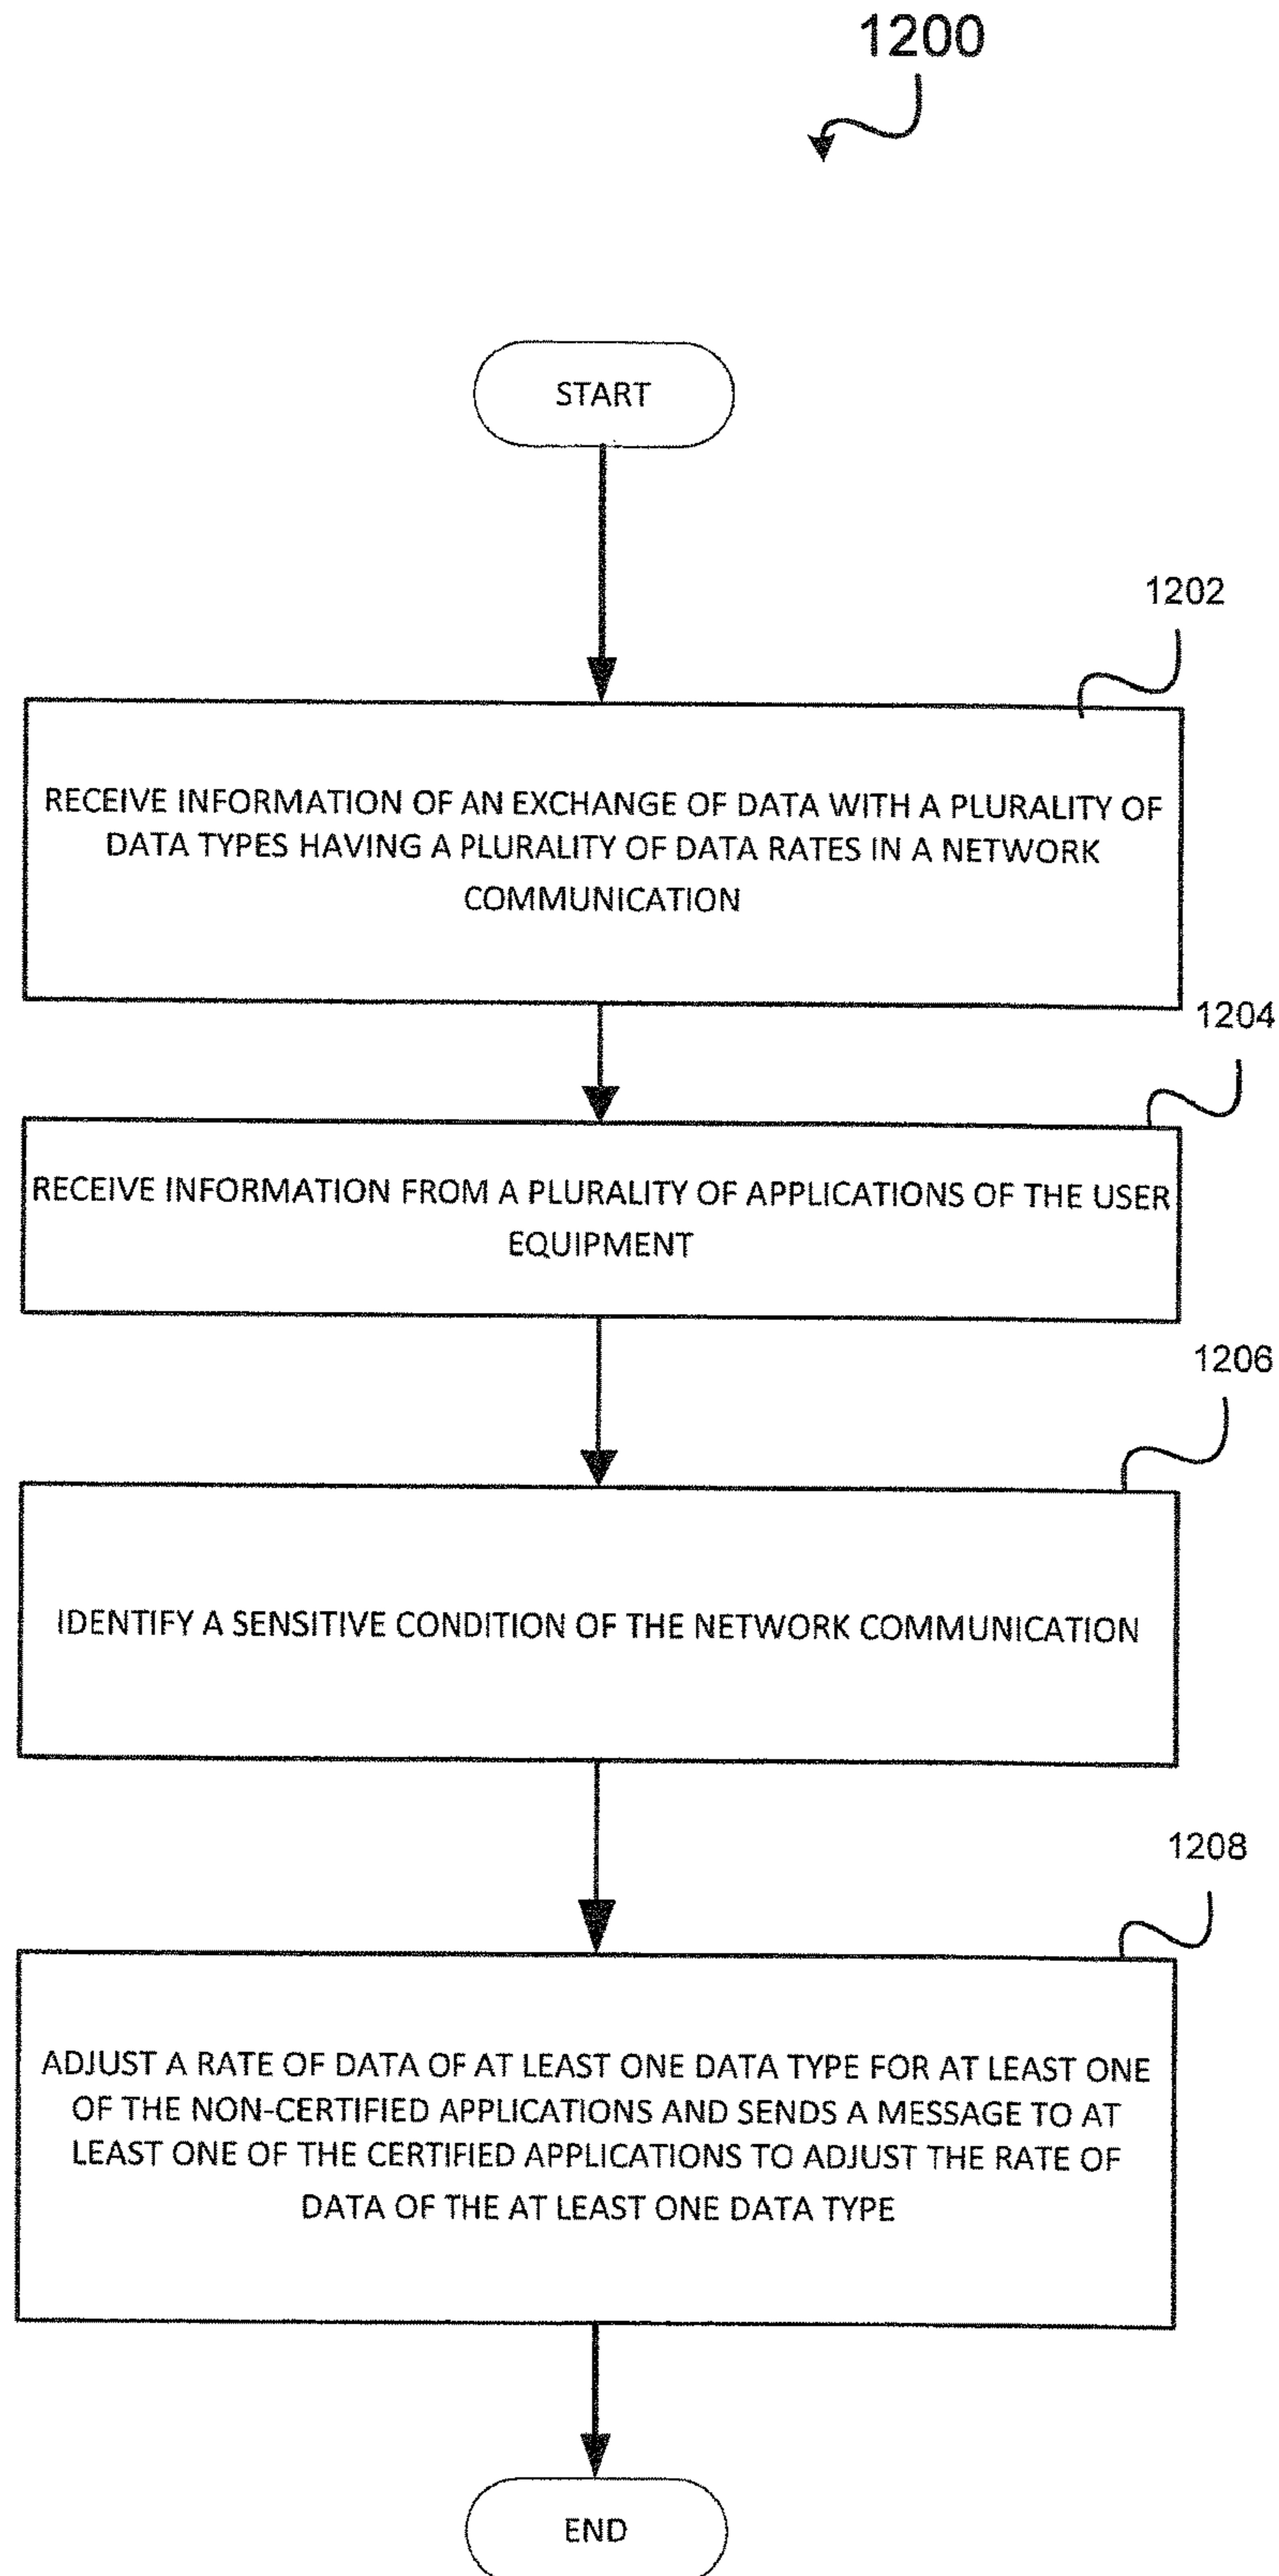 1200
START
1202
RECEIVE INFORMATION OF AN EXCHANGE OF DATA WITH A PLURALITY OF
DATA TYPES HAVING A PLURALITY OF DATA RATES IN A NETWORK
COMMUNICATION
1204
RECEIVE INFORMATION FROM A PLURALITY OF APPLICATIONS OF THE USER
EQUIPMENT
1206
IDENTIFY A SENSITIVE CONDITION OF THE NETWORK COMMUNICATION
1208
ADJUST A RATE OF DATA OF AT LEAST ONE DATA TYPE FOR AT LEAST ONE
OF THE NON-CERTIFIED APPLICATIONS AND SENDS A MESSAGE TO AT
LEAST ONE OF THE CERTIFIED APPLICATIONS TO ADJUST THE RATE OF
DATA OF THE AT LEAST ONE DATA TYPE
END